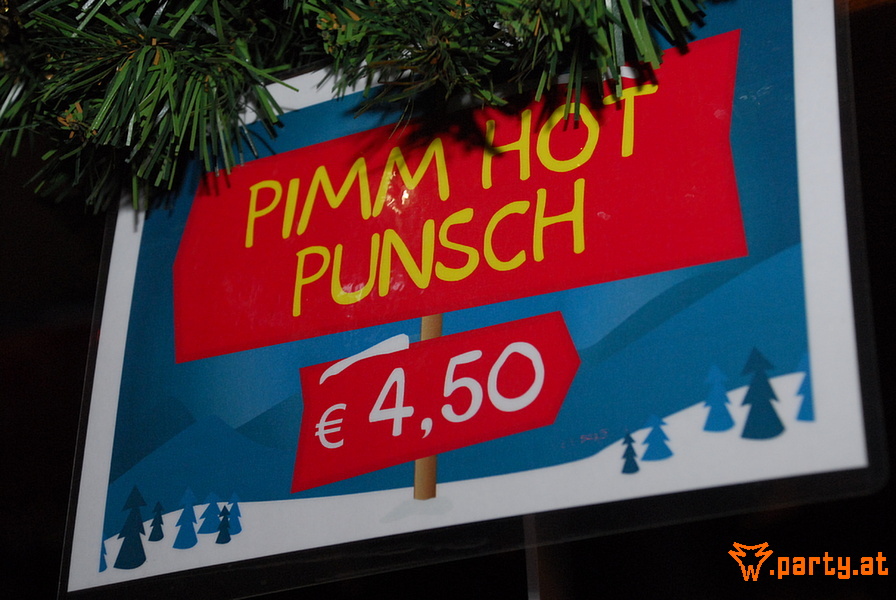 PIMM HOT
PUNSCH
€ 4,50
W.party.at